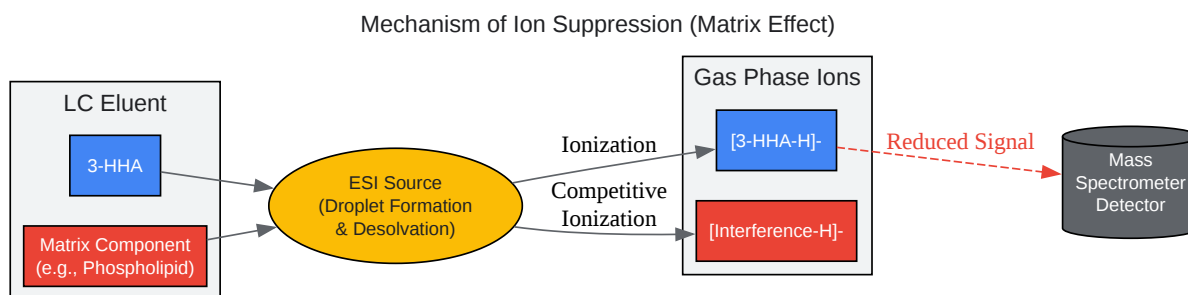 Mechanism of Ion Suppression (Matrix Effect)
LC Eluent
3-HHA
Matrix Component
(e.g., Phospholipid)
ESI Source
(Droplet Formation
& Desolvation)
Ionization
Competitive
Ionization
Gas Phase Ions
[3-HHA-H]-
[Interference-H]-
Reduced Signal
Mass
Spectrometer
Detector